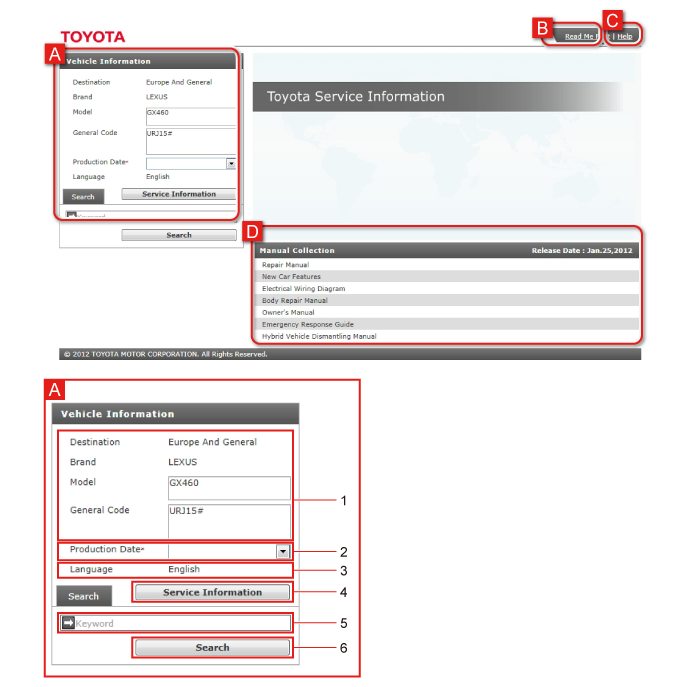 TOYOTA
A
B
C
Read Me | Help
Vehicle Information
Destination Europe And General
Brand LEXUS
Model GX460
General Code URJ15#
Production Date*
Language English
Search
Service Information
Keyword
Search
Toyota Service Information
D
Manual Collection Release Date : Jan.25,2012
Repair Manual
New Car Features
Electrical Wiring Diagram
Body Repair Manual
Owner's Manual
Emergency Response Guide
Hybrid Vehicle Dismantling Manual
© 2012 TOYOTA MOTOR CORPORATION. All Rights Reserved.
A
Vehicle Information
Destination Europe And General
Brand LEXUS
Model GX460
1
General Code URJ15#
Production Date* 2
Language English 3
Search
Service Information 4
Keyword 5
Search 6